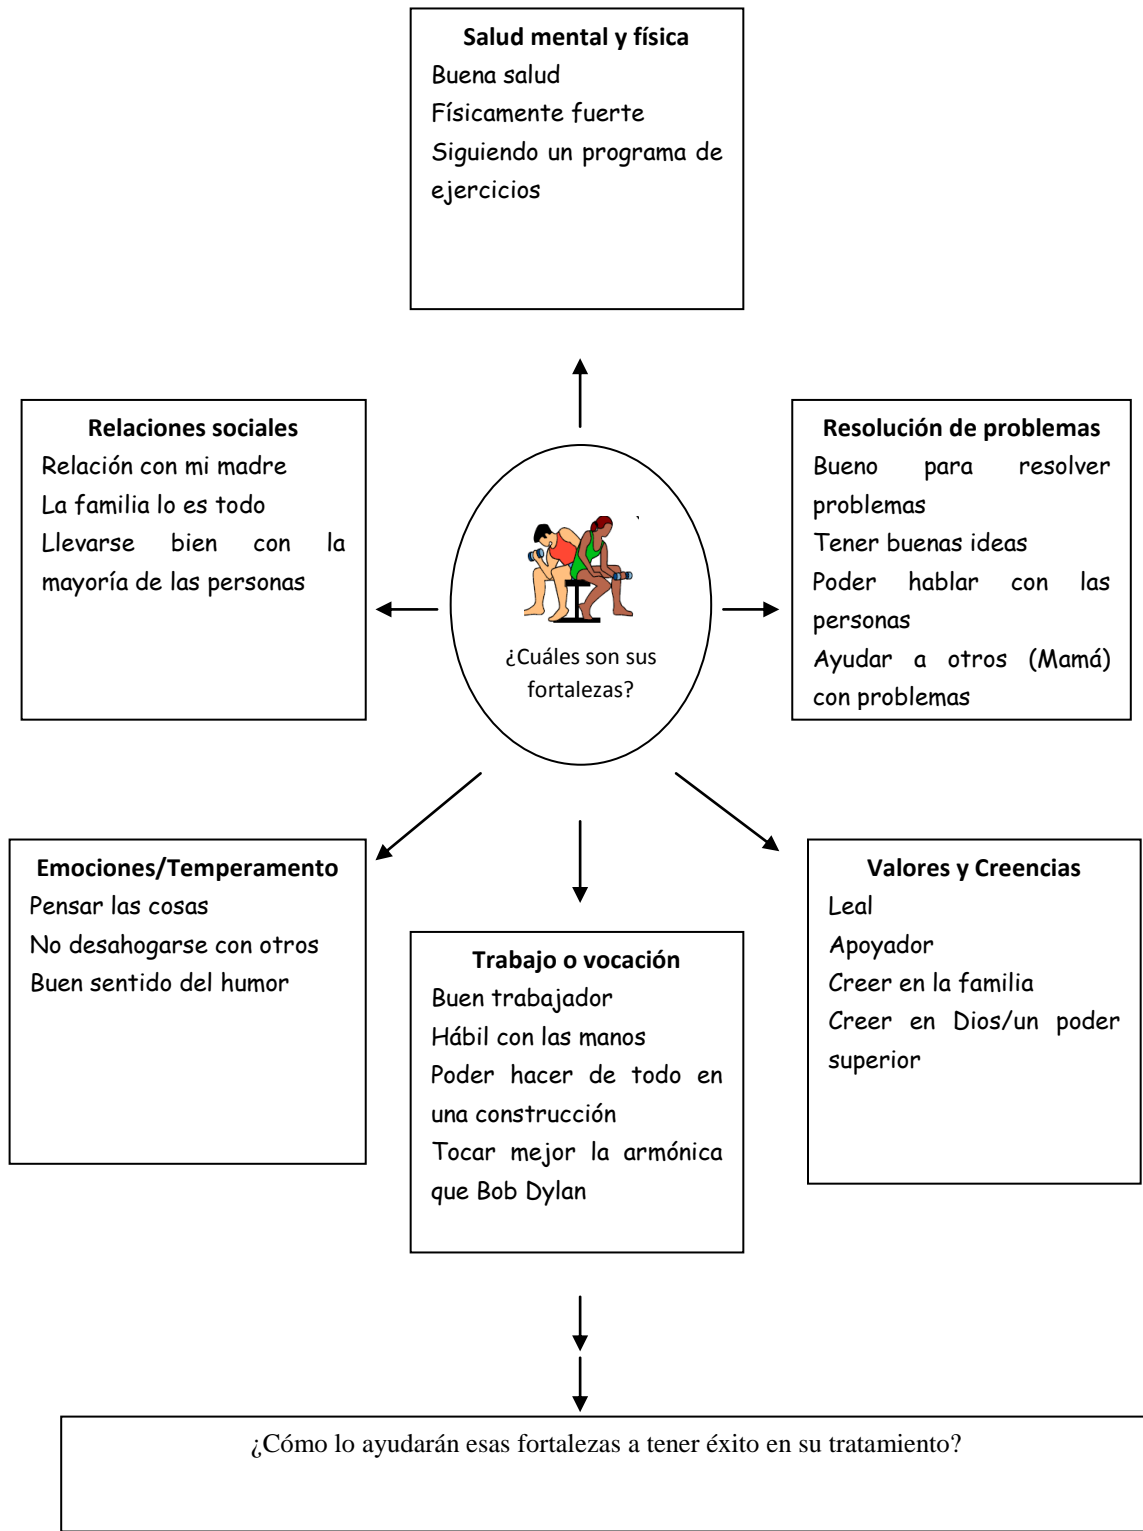 Salud mental y física
Buena salud
Físicamente fuerte
Siguiendo un programa de
ejercicios
Relaciones sociales
Relación con mi madre
La familia lo es todo
Llevarse bien con la
mayoría de las personas
¿Cuáles son sus
fortalezas?
Resolución de problemas
Bueno para resolver
problemas
Tener buenas ideas
Poder hablar con las
personas
Ayudar a otros (Mamá)
con problemas
Emociones/Temperamento
Pensar las cosas
No desahogarse con otros
Buen sentido del humor
Trabajo o vocación
Buen trabajador
Hábil con las manos
Poder hacer de todo en
una construcción
Tocar mejor la armónica
que Bob Dylan
Valores y Creencias
Leal
Apoyador
Creer en la familia
Creer en Dios/un poder
superior
¿Cómo lo ayudarán esas fortalezas a tener éxito en su tratamiento?